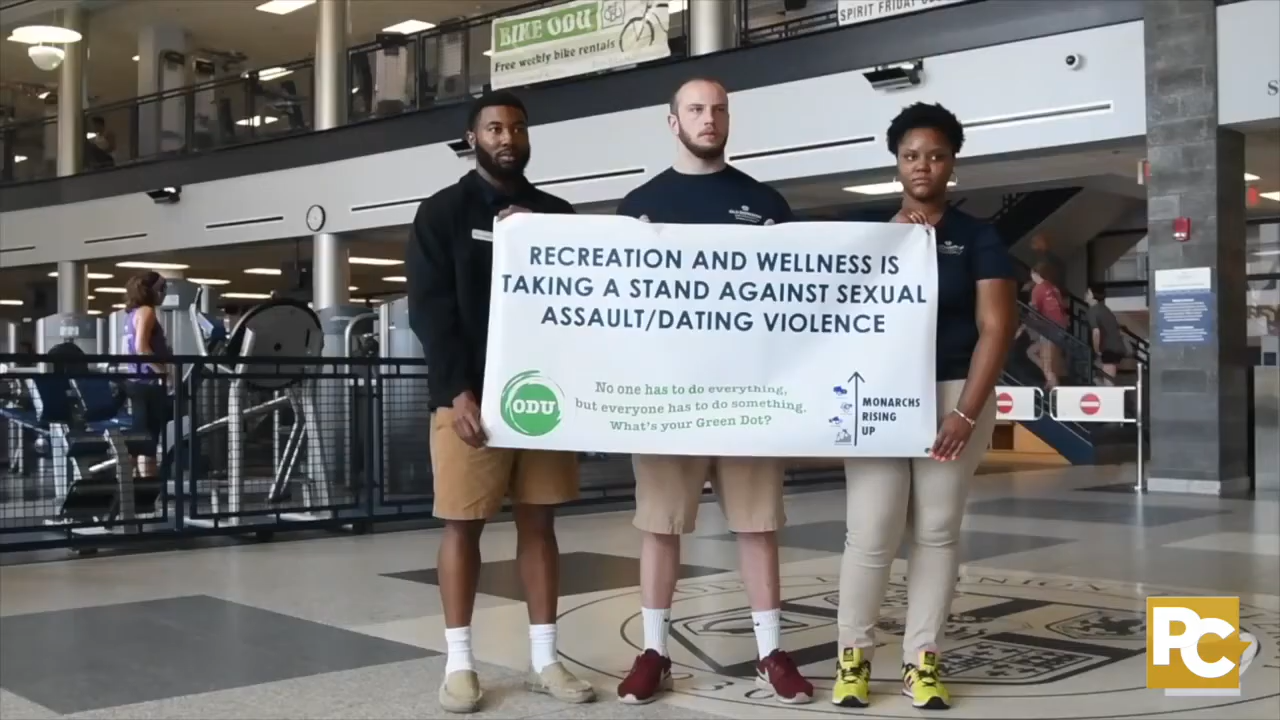 BIKE ODU
Free weekly bike rentals
SPIRIT FRIDAY
RECREATION AND WELLNESS IS
TAKING A STAND AGAINST SEXUAL
ASSAULT/DATING VIOLENCE
ODU
No one has to do everything,
but everyone has to do something.
What's your Green Dot?
MONARCHS
RISING
UP
PC